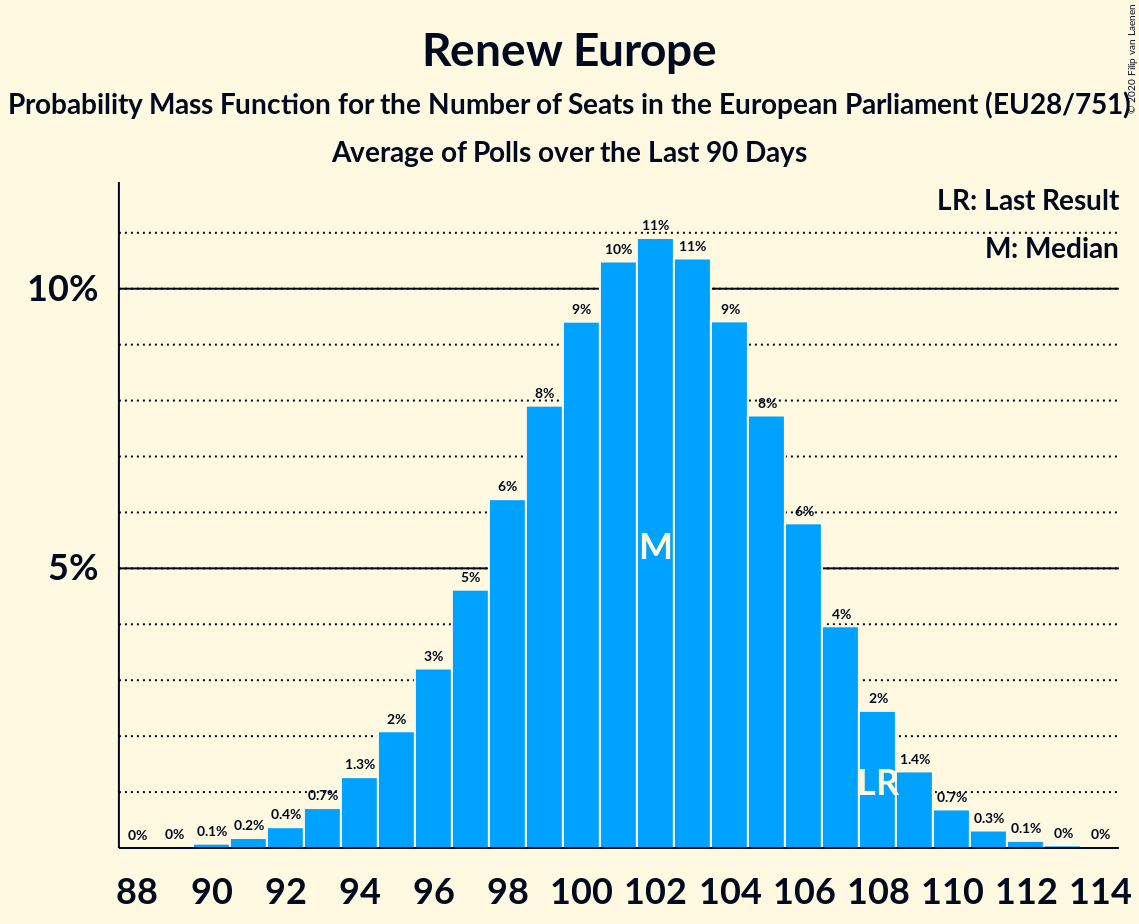 Renew Europe
Probability Mass Function for the Number of Seats in the European Parliament (EU28/751)
Average of Polls over the Last 90 Days
© 2020 Filip van Laenen
LR: Last Result
M: Median
10%
5%
0% 0% 0.1% 0.2% 0.4% 0.7% 1.3% 2% 3% 5% 6% 8% 9% 10% 11% 11% 9% 8% 6% 4% 2% 1.4% 0.7% 0.3% 0.1% 0% 0%
M
LR
88 90 92 94 96 98 100 102 104 106 108 110 112 114